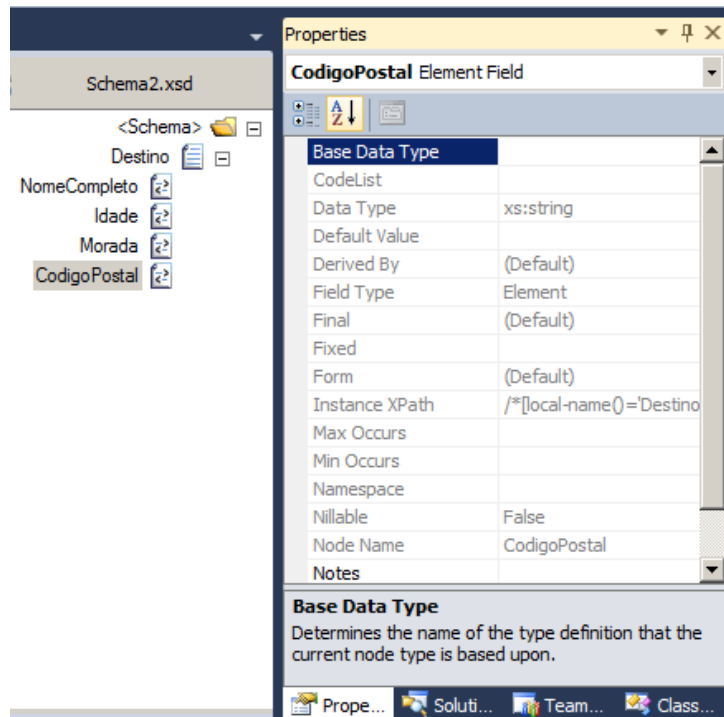 Schema2.xsd
<Schema>
Destino
NomeCompleto
Idade
Morada
CodigoPostal
Properties
CodigoPostal Element Field
Base Data Type
CodeList
Data Type xs:string
Default Value
Derived By (Default)
Field Type Element
Final (Default)
Fixed
Form (Default)
Instance XPath /*[local-name()='Destino
Max Occurs
Min Occurs
Namespace
Nillable False
Node Name CodigoPostal
Notes
Base Data Type
Determines the name of the type definition that the
current node type is based upon.
Prope... Soluti... Team... Class...